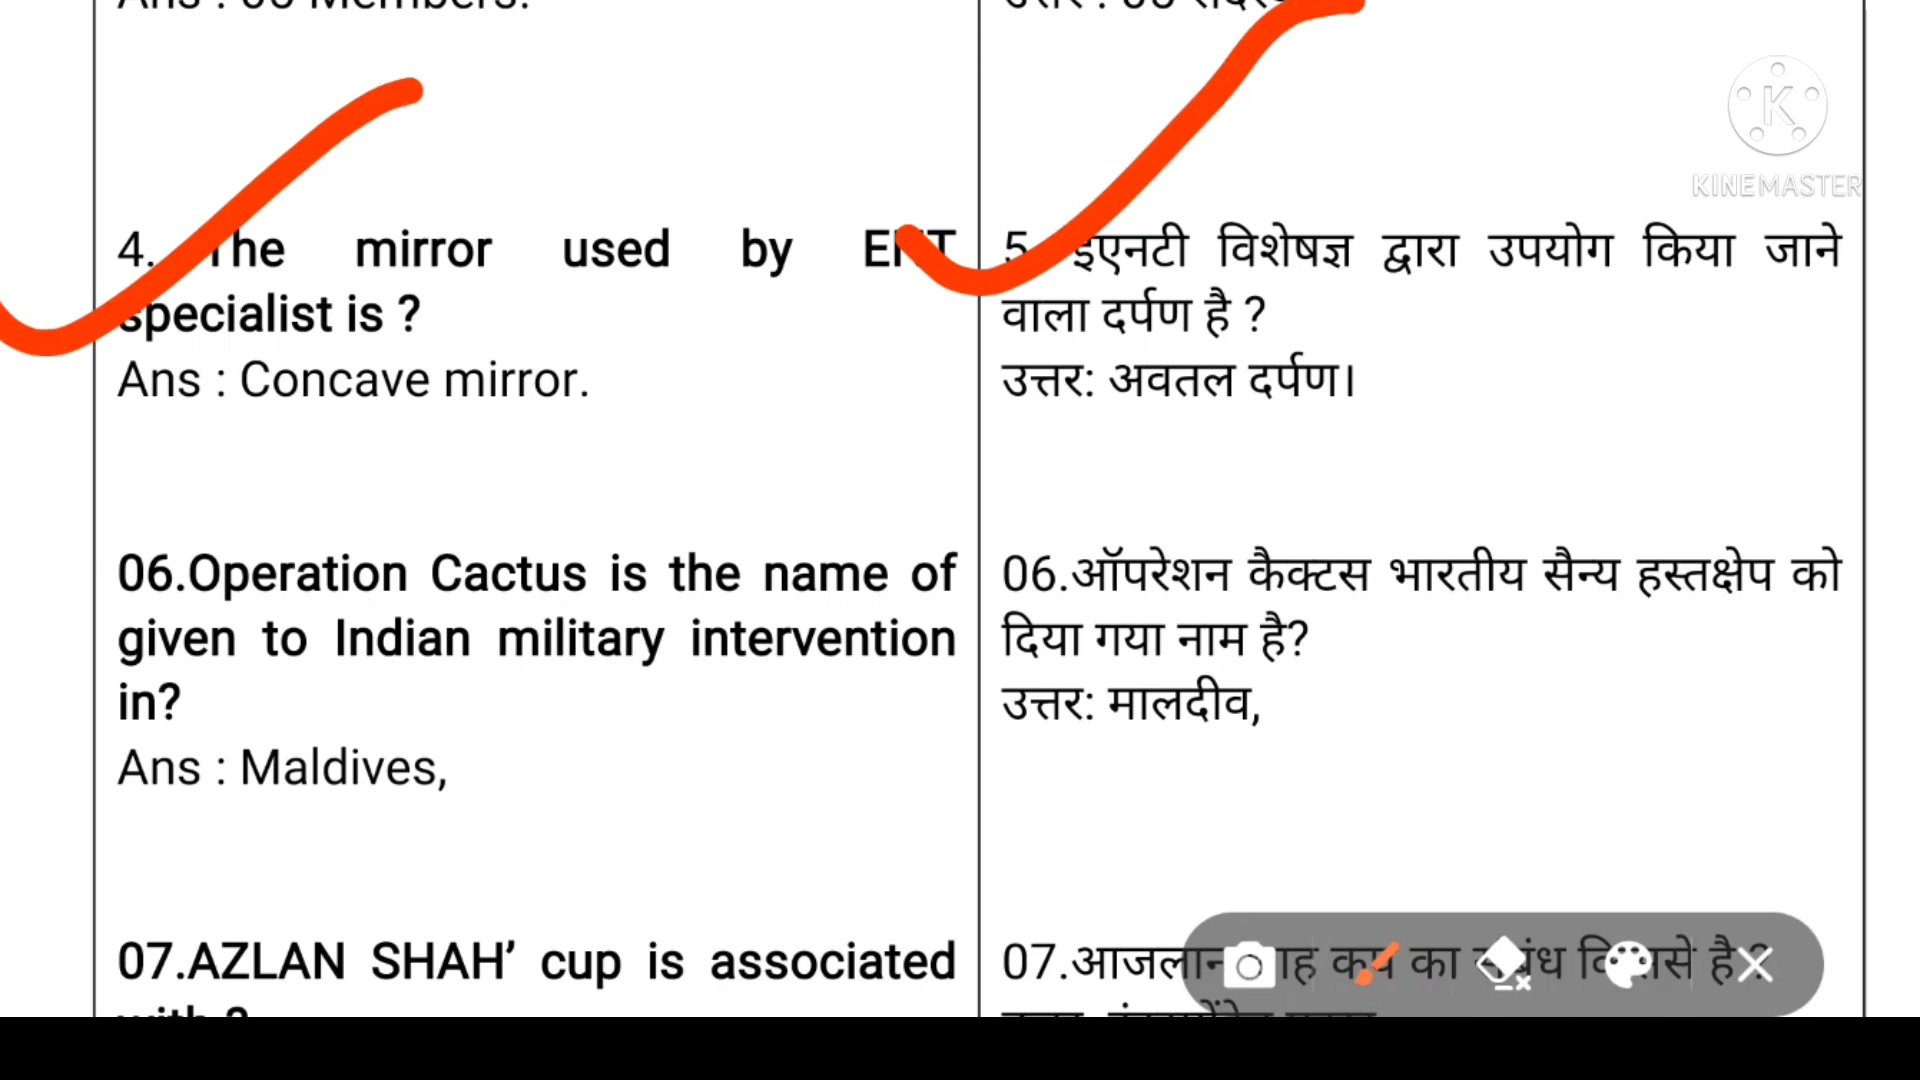 4. The mirror used by ENT
specialist is ?
Ans : Concave mirror.
06.Operation Cactus is the name of
given to Indian military intervention
in?
Ans : Maldives,
07.AZLAN SHAH’ cup is associated
5. इएनटी विशेषज्ञ द्वारा उपयोग किया जाने
वाला दर्पण है ?
उत्तर: अवतल दर्पण।
06.ऑपरेशन कैक्टस भारतीय सैन्य हस्तक्षेप को
दिया गया नाम है?
उत्तर: मालदीव,
07.आजलान शाह कप का संबंध किससे है ?
K
KINEMASTER